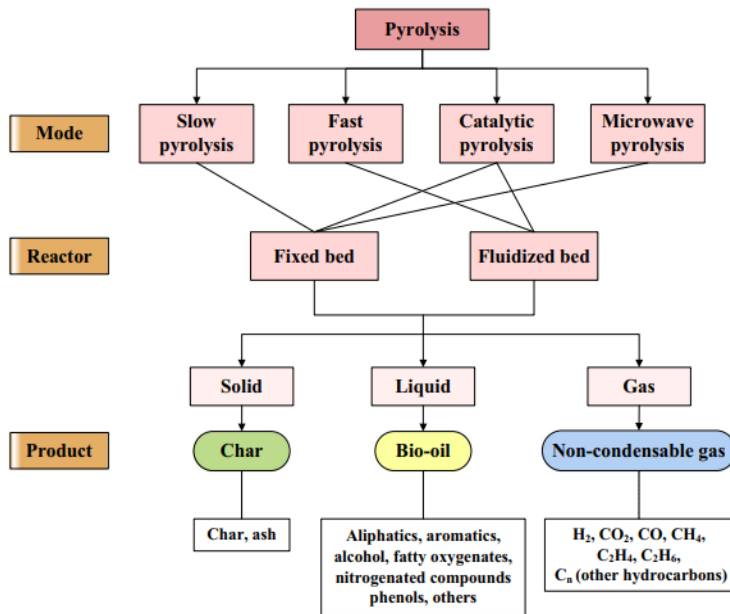 Pyrolysis
Mode
Slow
pyrolysis
Fast
pyrolysis
Catalytic
pyrolysis
Microwave
pyrolysis
Reactor
Fixed bed
Fluidized bed
Solid
Liquid
Gas
Product
Char
Bio-oil
Non-condensable gas
Char, ash
Aliphatics, aromatics,
alcohol, fatty oxygenates,
nitrogenated compounds
phenols, others
H₂, CO₂, CO, CH₄,
C₂H₄, C₂H₆,
Cₙ (other hydrocarbons)